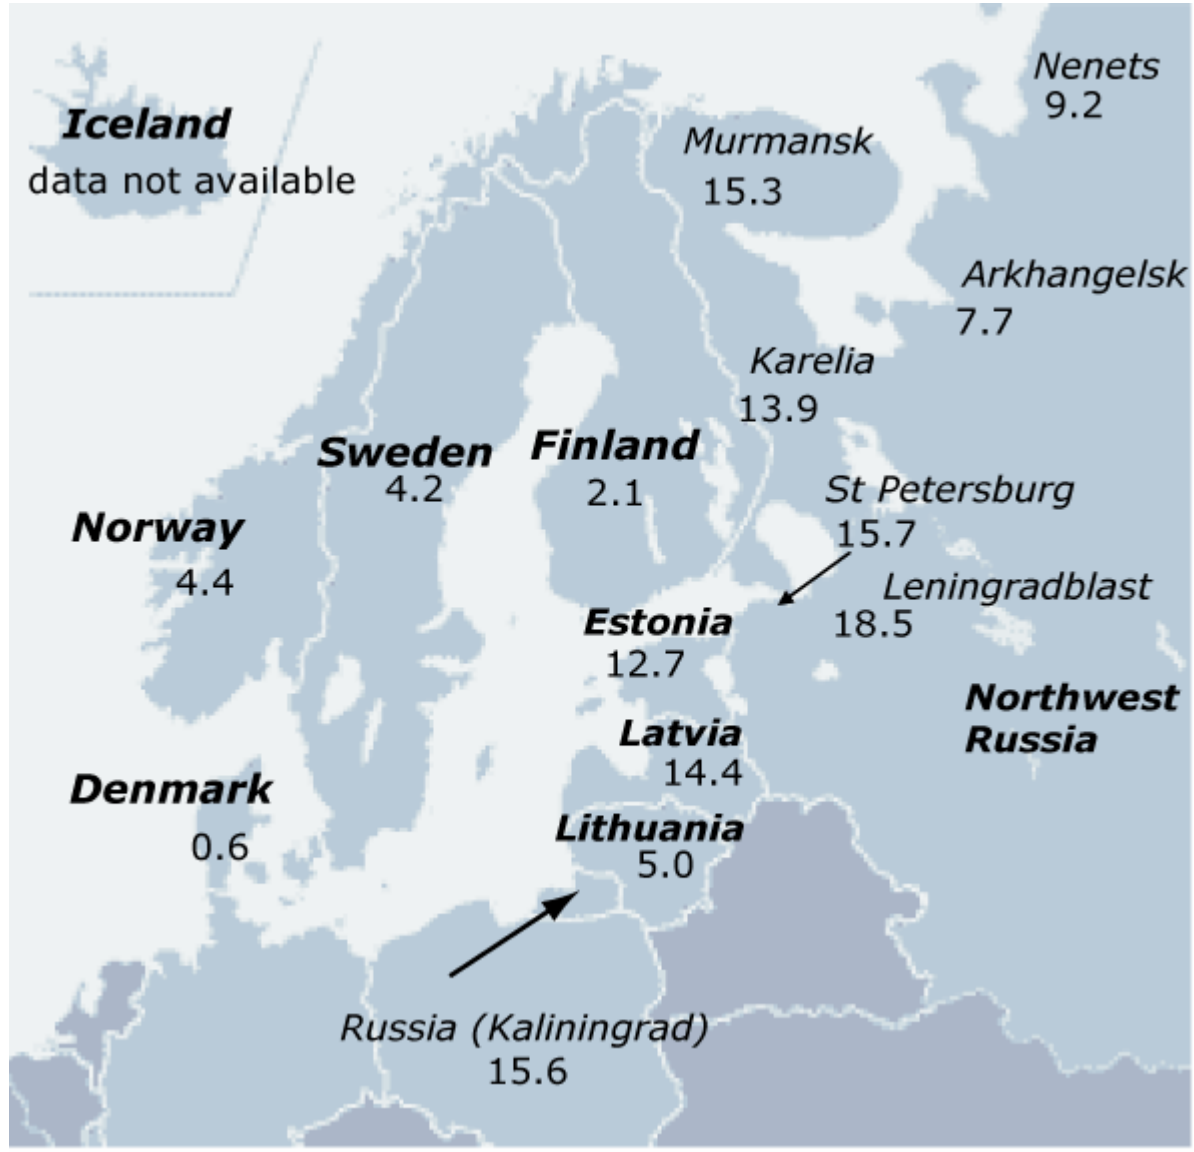 Nenets
9.2
Iceland
data not available
Murmansk
15.3
Arkhangelsk
7.7
Karelia
13.9
Sweden
4.2
Finland
2.1
St Petersburg
15.7
Norway
4.4
Leningradblast
18.5
Estonia
12.7
Northwest
Russia
Latvia
14.4
Denmark
0.6
Lithuania
5.0
Russia (Kaliningrad)
15.6